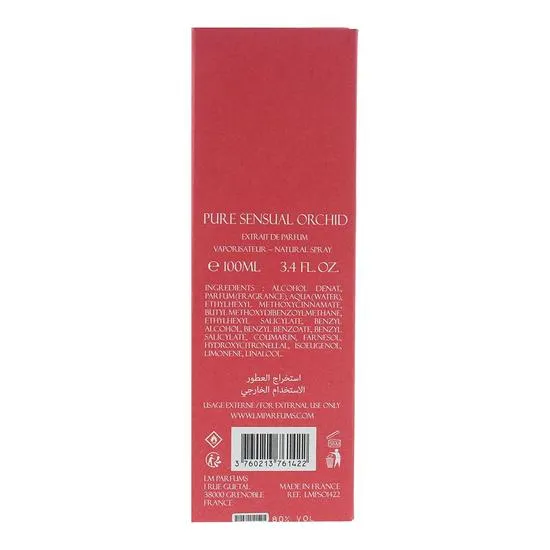 PURE SENSUAL ORCHID
EXTRAIT DE PARFUM
VAPORISATEUR – NATURAL SPRAY
℮ 100ML 3.4 FL. OZ.
INGREDIENTS : ALCOHOL DENAT,
PARFUM(FRAGRANCE), AQUA(WATER),
ETHYLHEXYL METHOXYCINNAMATE,
BUTYL METHOXYDIBENZOYLMETHANE,
ETHYLHEXYL SALICYLATE, BENZYL
ALCOHOL, BENZYL BENZOATE, BENZYL
SALICYLATE, COUMARIN, FARNESOL,
HYDROXYCITRONELLAL, ISOEUGENOL,
LIMONENE, LINALOOL.
استخراج العطور
الاستخدام الخارجي
USAGE EXTERNE / FOR EXTERNAL USE ONLY
WWW.LMPARFUMS.COM
3 760213 761422
LM PARFUMS
1 RUE GUETAL
38000 GRENOBLE
FRANCE
MADE IN FRANCE
REF. LMPSO1422
80% VOL